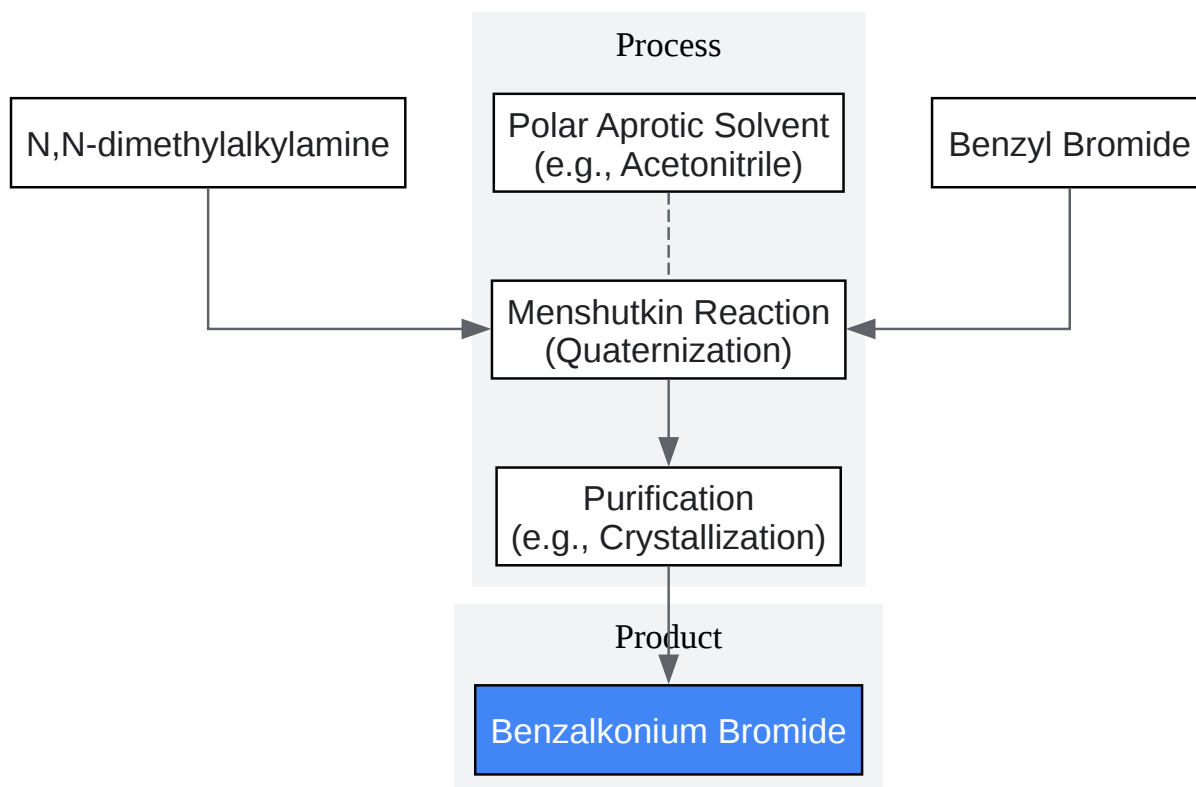 Process
N,N-dimethylalkylamine
Polar Aprotic Solvent
(e.g., Acetonitrile)
Benzyl Bromide
Menshutkin Reaction
(Quaternization)
Purification
(e.g., Crystallization)
Product
Benzalkonium Bromide